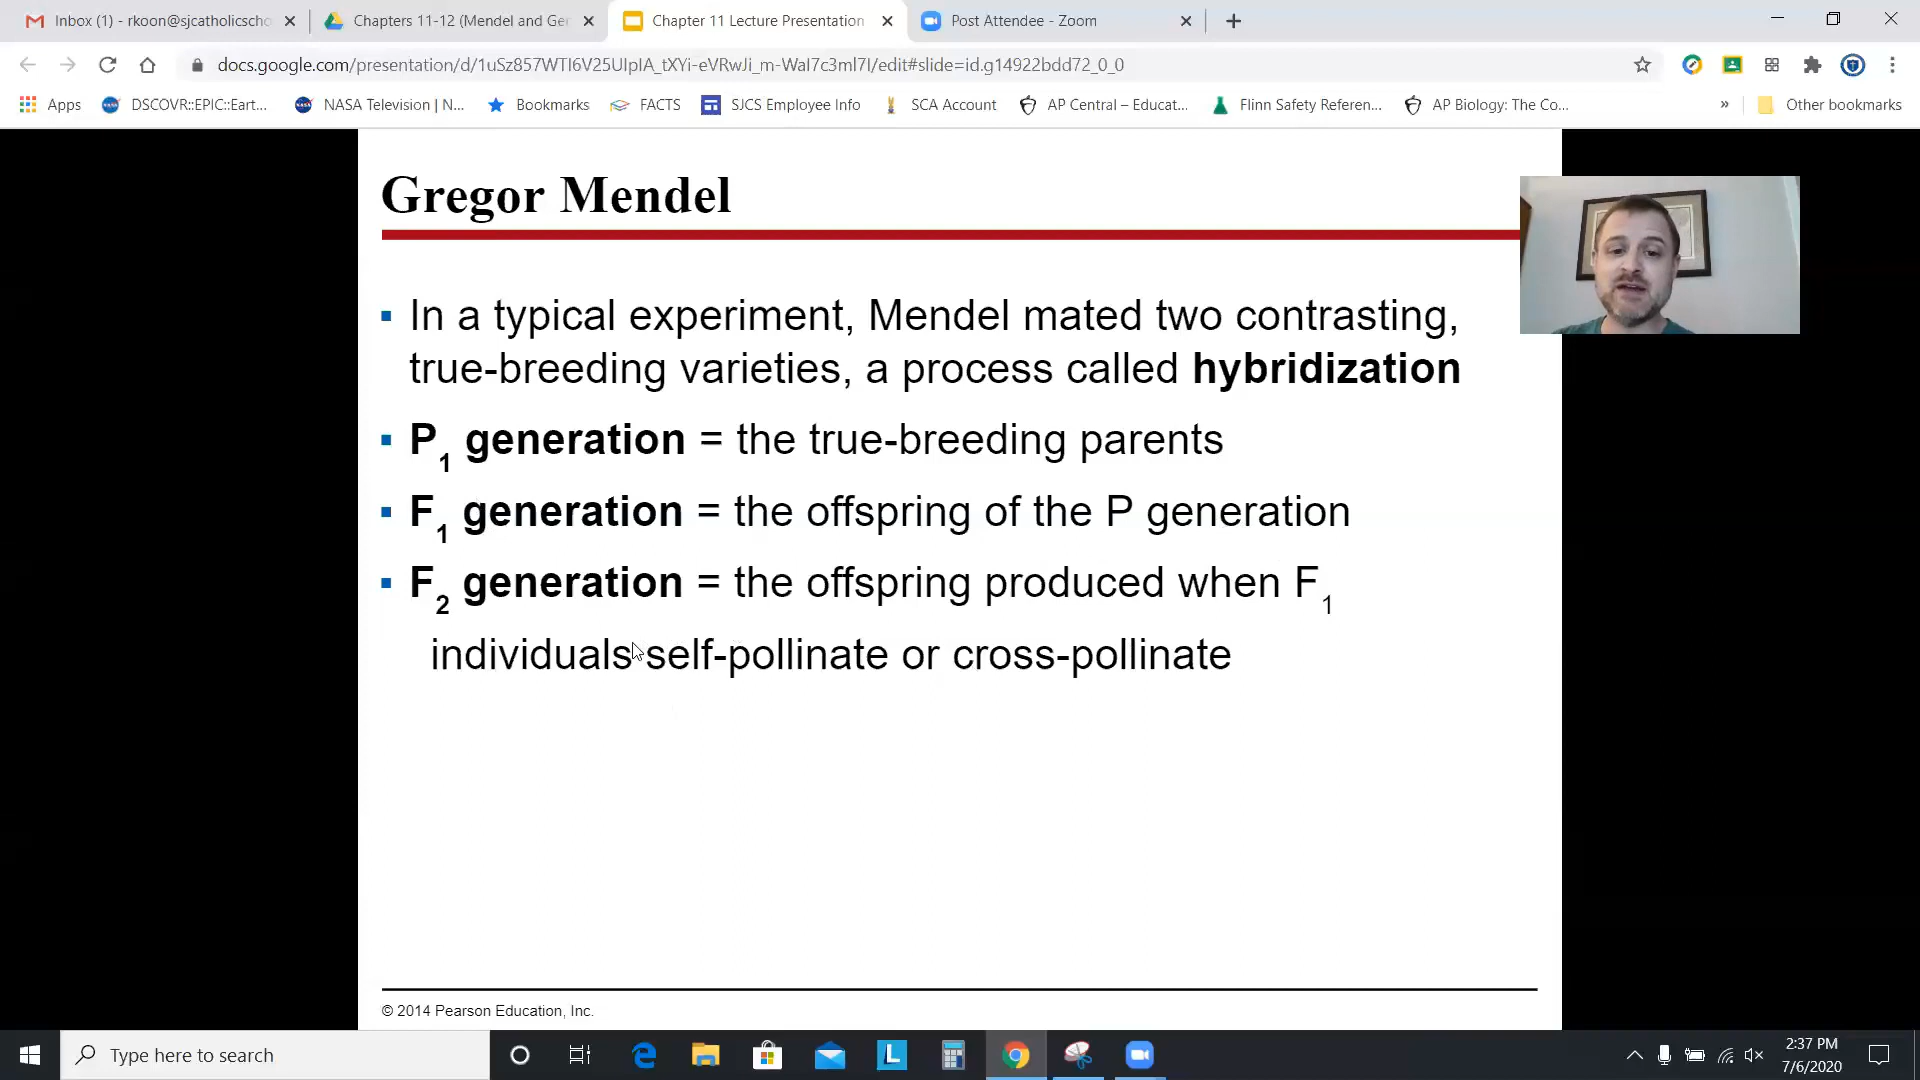 Inbox (1) - rkoon@sjcatholicscho
Chapters 11-12 (Mendel and Ge
Chapter 11 Lecture Presentation
Post Attendee - Zoom
docs.google.com/presentation/d/1uSz857WTl6V25UIpIA_tXYi-eVRwJi_m-Wal7c3ml7I/edit#slide=id.g14922bdd72_0_0
Apps
DSCOVR::EPIC::Eart...
NASA Television | N...
Bookmarks
FACTS
SJCS Employee Info
SCA Account
AP Central – Educat...
Flinn Safety Referen...
AP Biology: The Co...
»
Other bookmarks
Gregor Mendel
▪ In a typical experiment, Mendel mated two contrasting,
true-breeding varieties, a process called hybridization
▪ P1 generation = the true-breeding parents
▪ F1 generation = the offspring of the P generation
▪ F2 generation = the offspring produced when F1
individuals self-pollinate or cross-pollinate
© 2014 Pearson Education, Inc.
Type here to search
2:37 PM
7/6/2020